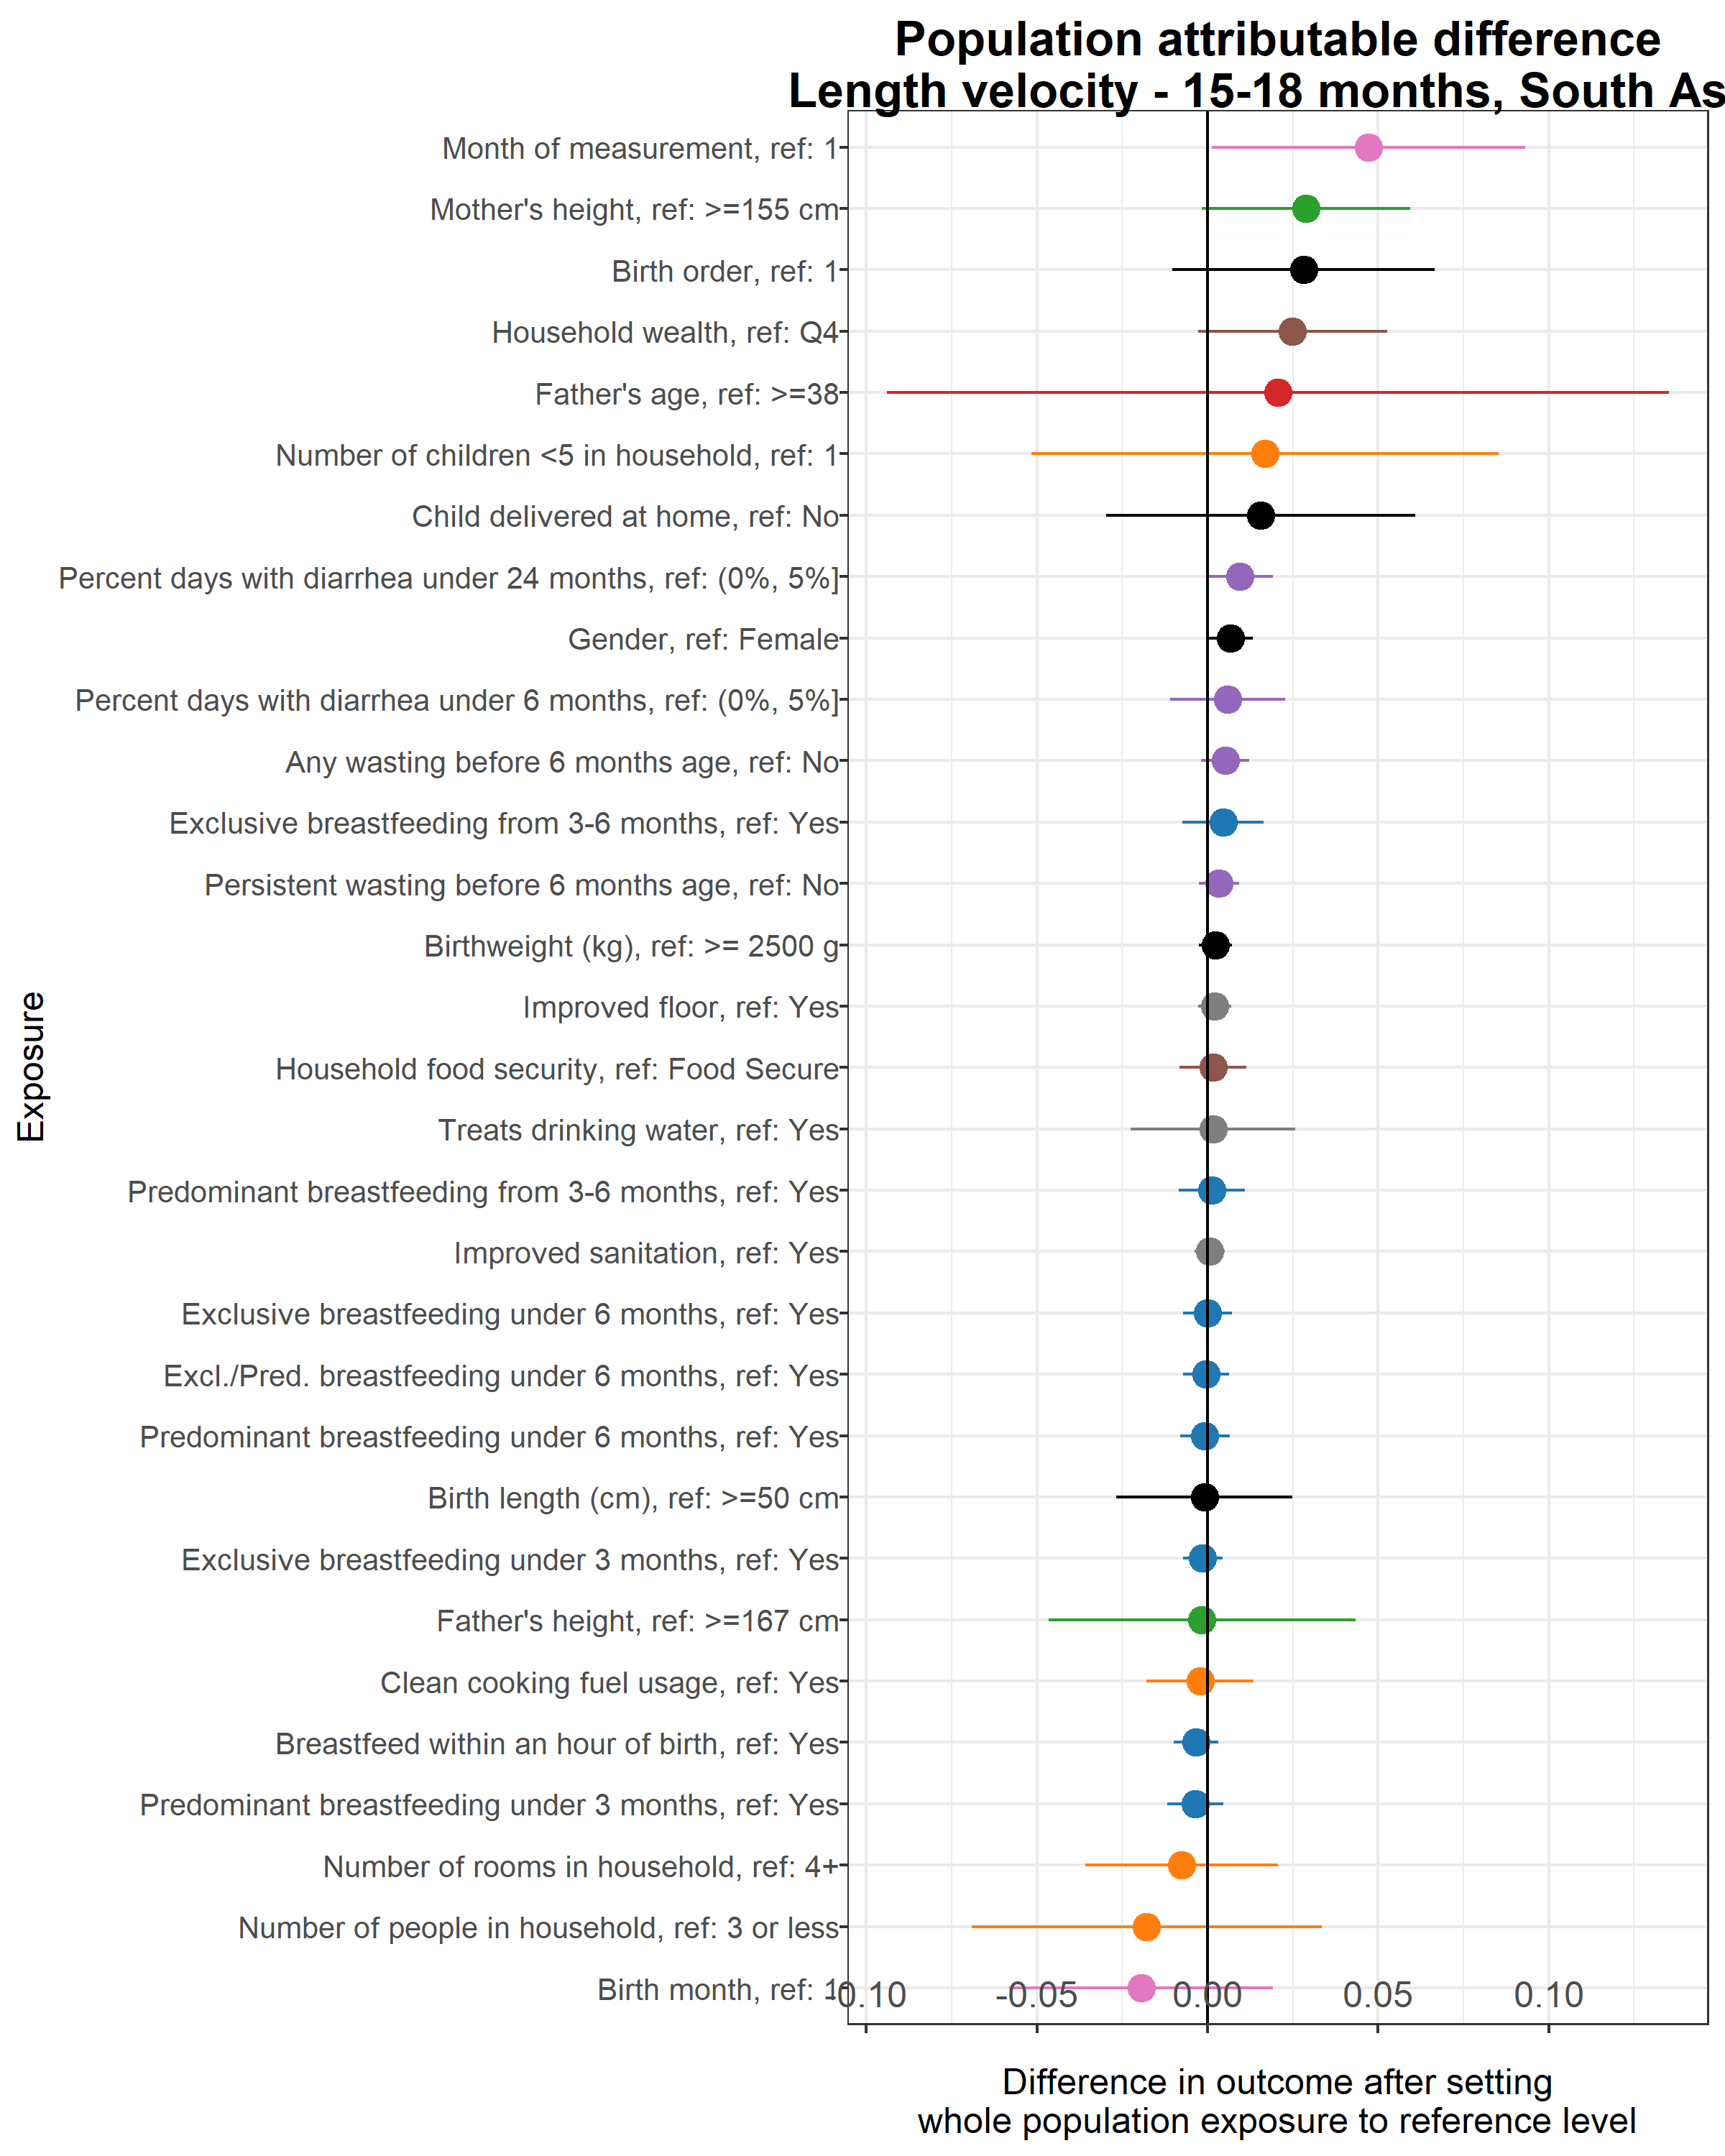 Population attributable difference
Length velocity - 15-18 months, South As
Month of measurement, ref: 1
Mother's height, ref: >=155 cm
Birth order, ref: 1
Household wealth, ref: Q4
Father's age, ref: >=38
Number of children <5 in household, ref: 1
Child delivered at home, ref: No
Percent days with diarrhea under 24 months, ref: (0%, 5%]
Gender, ref: Female
Percent days with diarrhea under 6 months, ref: (0%, 5%]
Any wasting before 6 months age, ref: No
Exclusive breastfeeding from 3-6 months, ref: Yes
Persistent wasting before 6 months age, ref: No
Birthweight (kg), ref: >= 2500 g
Improved floor, ref: Yes
Household food security, ref: Food Secure
Treats drinking water, ref: Yes
Predominant breastfeeding from 3-6 months, ref: Yes
Improved sanitation, ref: Yes
Exclusive breastfeeding under 6 months, ref: Yes
Excl./Pred. breastfeeding under 6 months, ref: Yes
Predominant breastfeeding under 6 months, ref: Yes
Birth length (cm), ref: >=50 cm
Exclusive breastfeeding under 3 months, ref: Yes
Father's height, ref: >=167 cm
Clean cooking fuel usage, ref: Yes
Breastfeed within an hour of birth, ref: Yes
Predominant breastfeeding under 3 months, ref: Yes
Number of rooms in household, ref: 4+
Number of people in household, ref: 3 or less
Birth month, ref: 1
Exposure
-0.10 -0.05 0.00 0.05 0.10
Difference in outcome after setting
whole population exposure to reference level